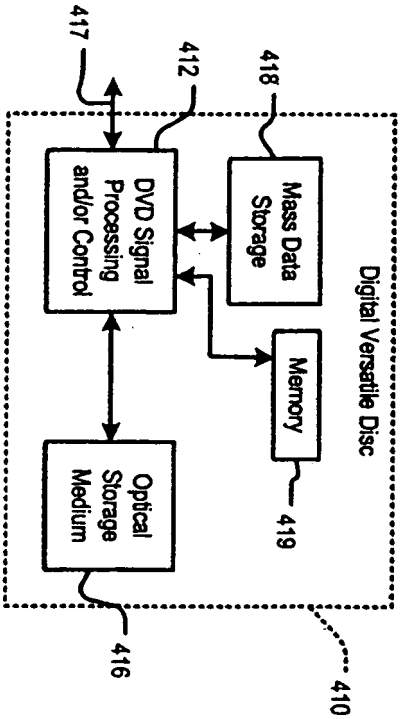 Digital Versatile Disc
410
418
Mass Data
Storage
Memory
419
412
417
DVD Signal
Processing
and/or Control
Optical
Storage
Medium
416